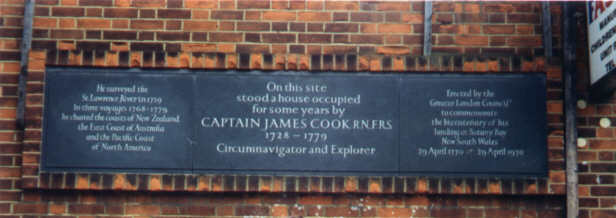 He surveyed the
St. Lawrence River in 1759
In three voyages 1768–1779
he charted the coasts of New Zealand
the East Coast of Australia
and the Pacific Coast
of North America
On this site
stood a house occupied
for some years by
CAPTAIN JAMES COOK.R.N.F.R.S.
1728 – 1779
Circumnavigator and Explorer
Erected by the
Greater London Council
to commemorate
the bicentenary of his
landing at Botany Bay
New South Wales
29 April 1770 – 29 April 1970